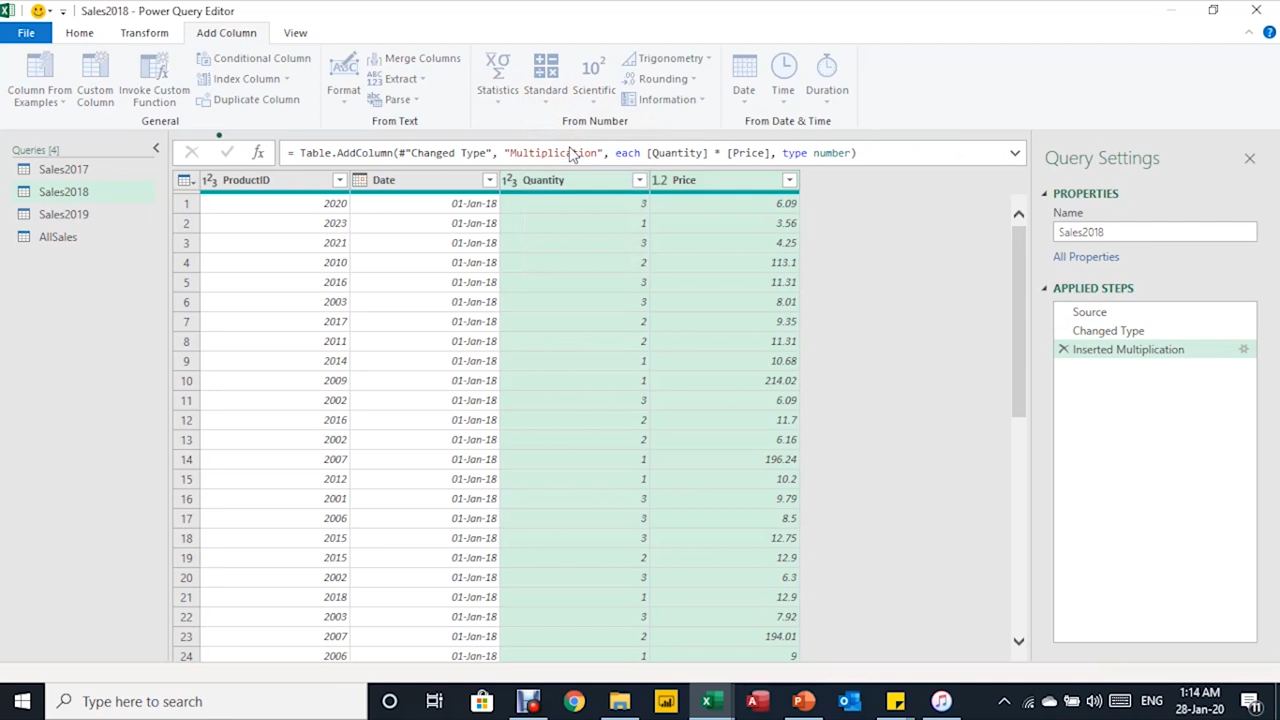 Sales2018 - Power Query Editor
File Home Transform Add Column View
Column From Examples
Custom Column
Invoke Custom Function
Conditional Column
Index Column
Duplicate Column
General
Format
Merge Columns
Extract
Parse
From Text
Statistics
Standard
Scientific
Trigonometry
Rounding
Information
From Number
Date
Time
Duration
From Date & Time
Queries [4]
Sales2017
Sales2018
Sales2019
AllSales
= Table.AddColumn(#"Changed Type", "Multiplication", each [Quantity] * [Price], type number)
ProductID Date Quantity Price
1 2020 01-Jan-18 3 6.09
2 2023 01-Jan-18 1 3.56
3 2021 01-Jan-18 3 4.25
4 2010 01-Jan-18 2 113.1
5 2016 01-Jan-18 3 11.31
6 2003 01-Jan-18 3 8.01
7 2017 01-Jan-18 2 9.35
8 2011 01-Jan-18 2 11.31
9 2014 01-Jan-18 1 10.68
10 2009 01-Jan-18 1 214.02
11 2002 01-Jan-18 3 6.09
12 2016 01-Jan-18 2 11.7
13 2002 01-Jan-18 2 6.16
14 2007 01-Jan-18 1 196.24
15 2012 01-Jan-18 1 10.2
16 2001 01-Jan-18 3 9.79
17 2006 01-Jan-18 3 8.5
18 2015 01-Jan-18 3 12.75
19 2015 01-Jan-18 2 12.9
20 2002 01-Jan-18 3 6.3
21 2018 01-Jan-18 1 12.9
22 2003 01-Jan-18 3 7.92
23 2007 01-Jan-18 2 194.01
24 2006 01-Jan-18 1 9
Query Settings
PROPERTIES
Name
Sales2018
All Properties
APPLIED STEPS
Source
Changed Type
Inserted Multiplication
Type here to search
ENG
1:14 AM
28-Jan-20